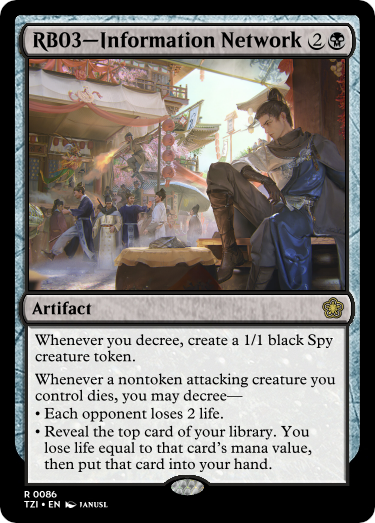 RB03—Information Network 2
Artifact
Whenever you decree, create a 1/1 black Spy
creature token.
Whenever a nontoken attacking creature you
control dies, you may decree—
• Each opponent loses 2 life.
• Reveal the top card of your library. You
lose life equal to that card's mana value,
then put that card into your hand.
R 0086
TZI • EN JANUSL